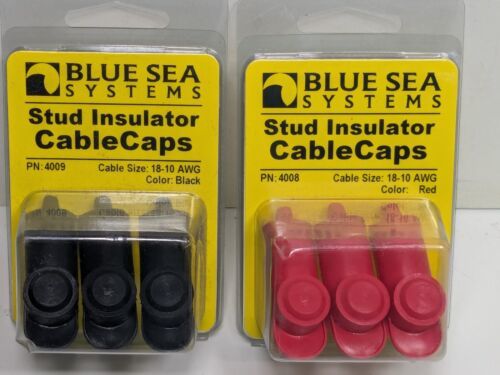 BLUE SEA
SYSTEMS
Stud Insulator
CableCaps
PN: 4009 Cable Size: 18-10 AWG
Color: Black
BLUE SEA
SYSTEMS
Stud Insulator
CableCaps
PN: 4008 Cable Size: 18-10 AWG
Color: Red